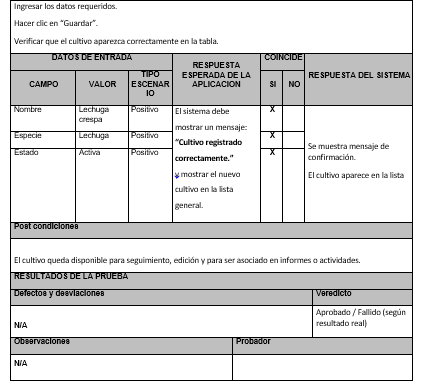 Ingresar los datos requeridos.
Hacer clic en “Guardar”.
Verificar que el cultivo aparezca correctamente en la tabla.
DATOS DE ENTRADA
RESPUESTA ESPERADA DE LA APLICACION
COINCIDE
RESPUESTA DEL SISTEMA
CAMPO
VALOR
TIPO ESCENAR IO
SI
NO
Nombre
Lechuga crespa
Positivo
El sistema debe
mostrar un mensaje:
“Cultivo registrado
correctamente.”
y mostrar el nuevo
cultivo en la lista
general.
X
Se muestra mensaje de
confirmación.
El cultivo aparece en la lista
Especie
Lechuga
Positivo
X
Estado
Activa
Positivo
X
Post condiciones
El cultivo queda disponible para seguimiento, edición y para ser asociado en informes o actividades.
RESULTADOS DE LA PRUEBA
Defectos y desviaciones
Veredicto
N/A
Aprobado / Fallido (según
resultado real)
Observaciones
Probador
N/A